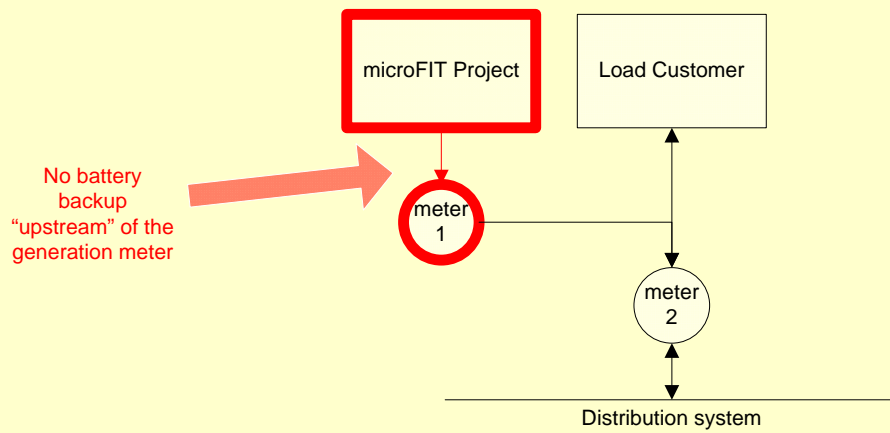 microFIT Project
Load Customer
No battery
backup
“upstream” of the
generation meter
meter
1
meter
2
Distribution system